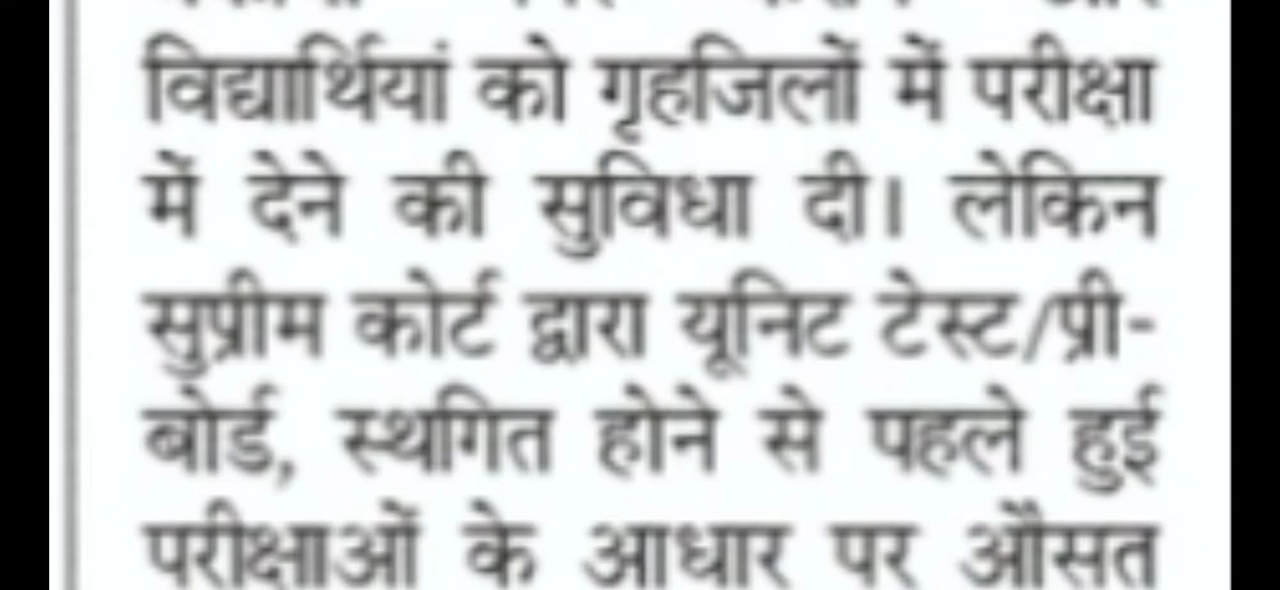 विद्यार्थियां को गृहजिलों में परीक्षा
में देने की सुविधा दी। लेकिन
सुप्रीम कोर्ट द्वारा यूनिट टेस्ट/प्री-
बोर्ड, स्थगित होने से पहले हुई
परीक्षाओं के आधार पर औसत